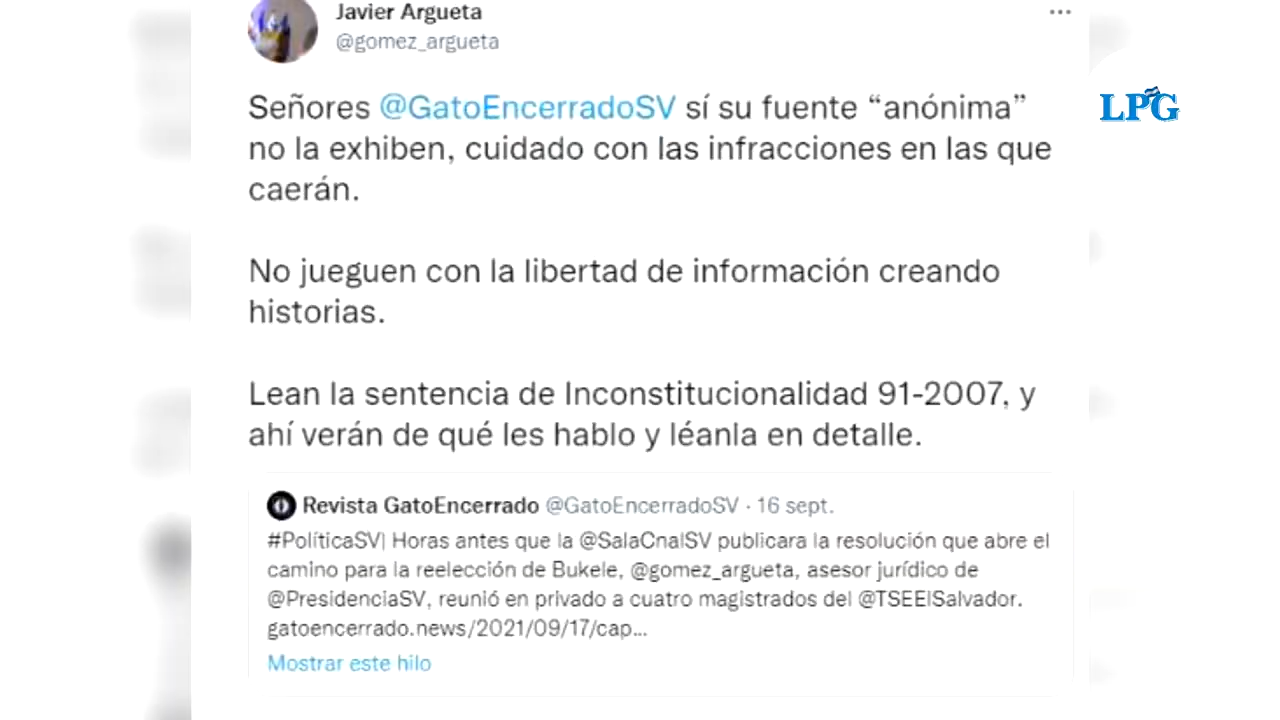 Javier Argueta
@gomez_argueta
Señores @GatoEncerradoSV sí su fuente “anónima”
no la exhiben, cuidado con las infracciones en las que
caerán.
No jueguen con la libertad de información creando
historias.
Lean la sentencia de Inconstitucionalidad 91-2007, y
ahí verán de qué les hablo y léanla en detalle.
Revista GatoEncerrado @GatoEncerradoSV · 16 sept.
#PolíticaSV| Horas antes que la @SalaCnalSV publicara la resolución que abre el
camino para la reelección de Bukele, @gomez_argueta, asesor jurídico de
@PresidenciaSV, reunió en privado a cuatro magistrados del @TSEElSalvador.
gatoencerrado.news/2021/09/17/cap...
Mostrar este hilo
LPG